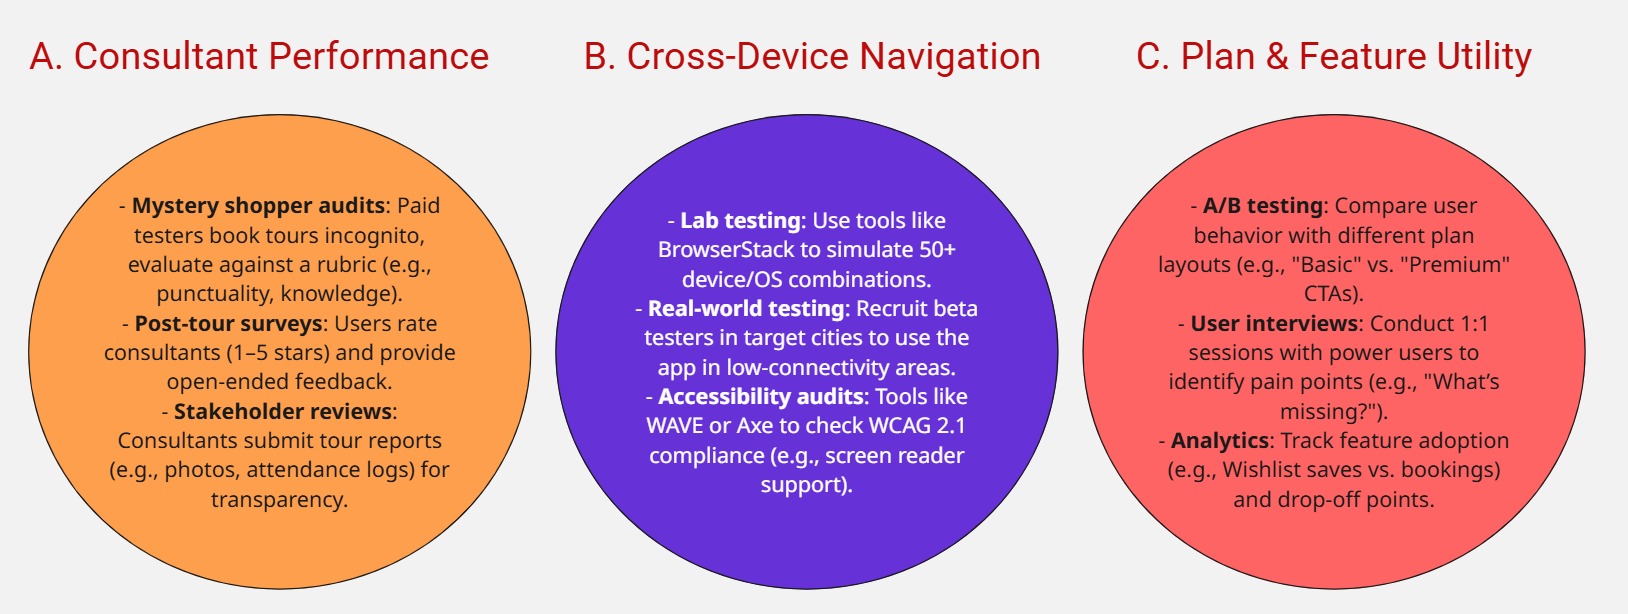 A. Consultant Performance
- Mystery shopper audits: Paid
testers book tours incognito,
evaluate against a rubric (e.g.,
punctuality, knowledge).
- Post-tour surveys: Users rate
consultants (1–5 stars) and provide
open-ended feedback.
- Stakeholder reviews:
Consultants submit tour reports
(e.g., photos, attendance logs) for
transparency.
B. Cross-Device Navigation
- Lab testing: Use tools like
BrowserStack to simulate 50+
device/OS combinations.
- Real-world testing: Recruit beta
testers in target cities to use the
app in low-connectivity areas.
- Accessibility audits: Tools like
WAVE or Axe to check WCAG 2.1
compliance (e.g., screen reader
support).
C. Plan & Feature Utility
- A/B testing: Compare user
behavior with different plan
layouts (e.g., "Basic" vs. "Premium"
CTAs).
- User interviews: Conduct 1:1
sessions with power users to
identify pain points (e.g., "What’s
missing?").
- Analytics: Track feature adoption
(e.g., Wishlist saves vs. bookings)
and drop-off points.